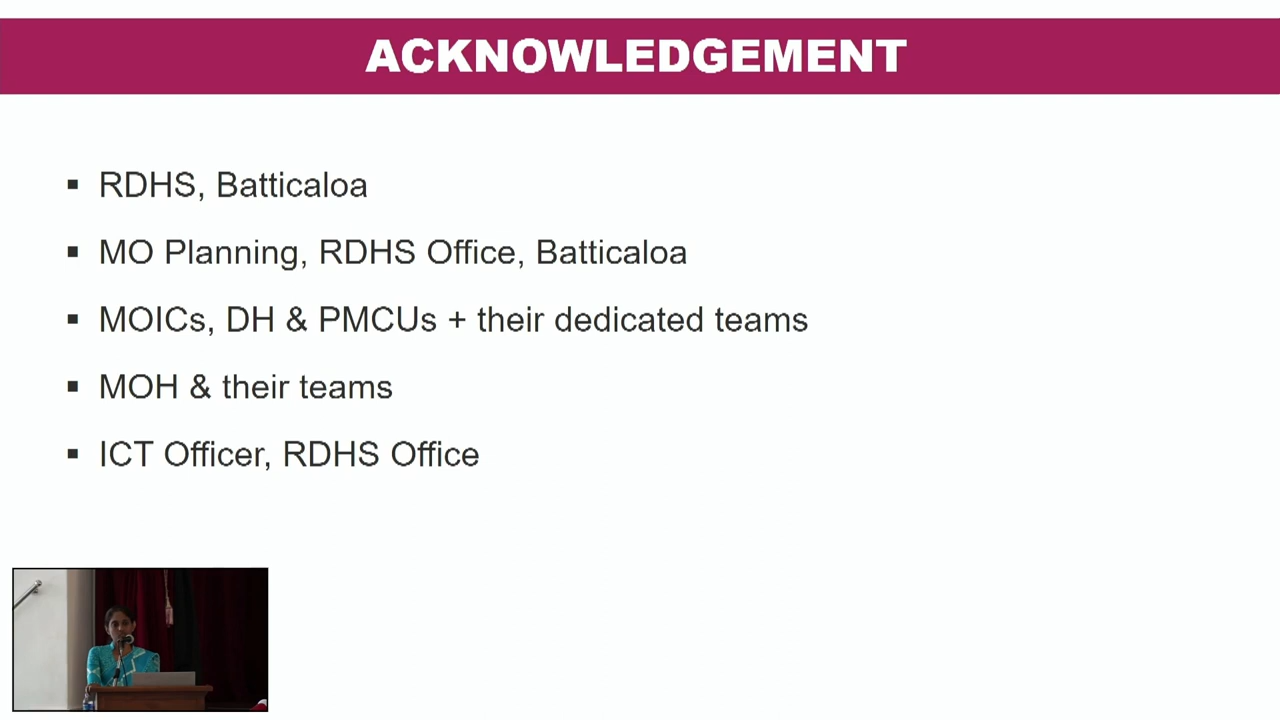 ACKNOWLEDGEMENT
▪ RDHS, Batticaloa
▪ MO Planning, RDHS Office, Batticaloa
▪ MOICs, DH & PMCUs + their dedicated teams
▪ MOH & their teams
▪ ICT Officer, RDHS Office